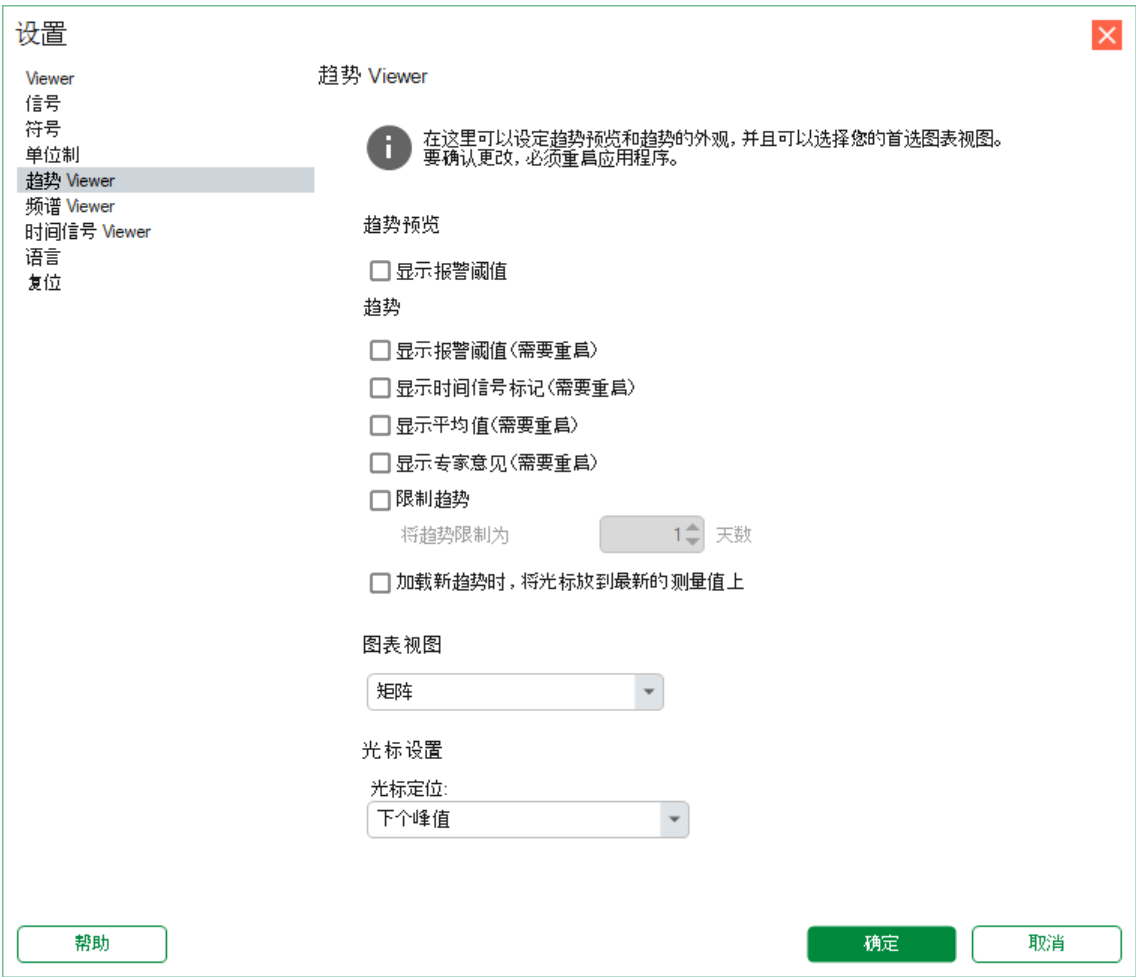 设置
Viewer
信号
符号
单位制
趋势 Viewer
频谱 Viewer
时间信号 Viewer
语言
复位
趋势 Viewer
在这里可以设定趋势预览和趋势的外观, 并且可以选择您的首选图表视图。
要确认更改, 必须重启应用程序。
趋势预览
显示报警阈值
趋势
显示报警阈值(需要重启)
显示时间信号标记(需要重启)
显示平均值(需要重启)
显示专家意见(需要重启)
限制趋势
将趋势限制为 1 天数
加载新趋势时, 将光标放到最新的测量值上
图表视图
矩阵
光标设置
光标定位:
下个峰值
帮助 确定 取消